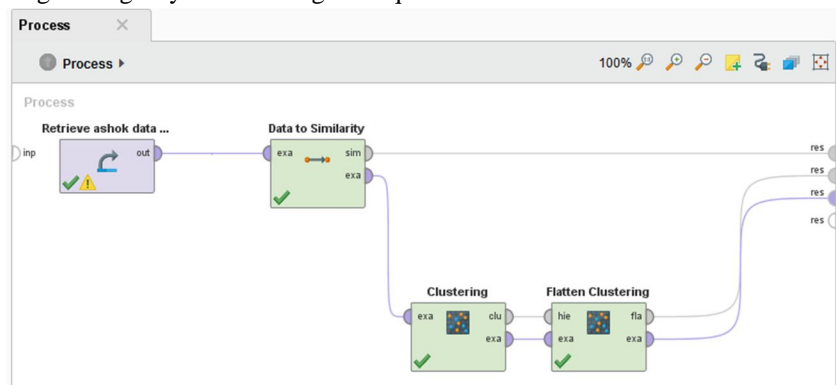 Process
Process
100%
Process
Retrieve ashok data ...
Data to Similarity
inp
out
exa
sim
exa
res
res
res
res
Clustering
Flatten Clustering
exa
clu
exa
hie
fla
exa
exa